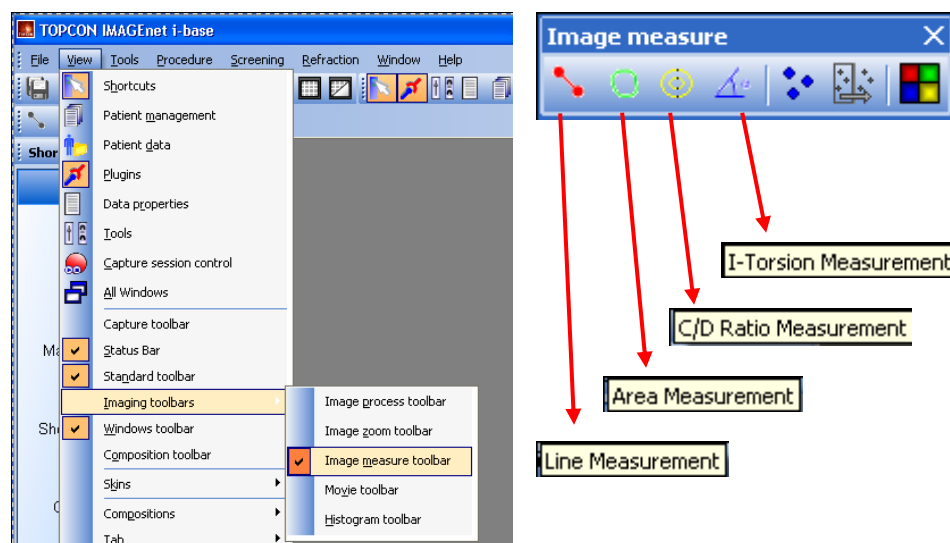 TOPCON IMAGEnet i-base
File View Tools Procedure Screening Refraction Window Help
Shortcuts
Patient management
Patient data
Plugins
Data properties
Tools
Capture session control
All Windows
Capture toolbar
Status Bar
Standard toolbar
Imaging toolbars
Windows toolbar
Composition toolbar
Skins
Compositions
Tab
Image process toolbar
Image zoom toolbar
Image measure toolbar
Movie toolbar
Histogram toolbar
Image measure
I-Torsion Measurement
C/D Ratio Measurement
Area Measurement
Line Measurement